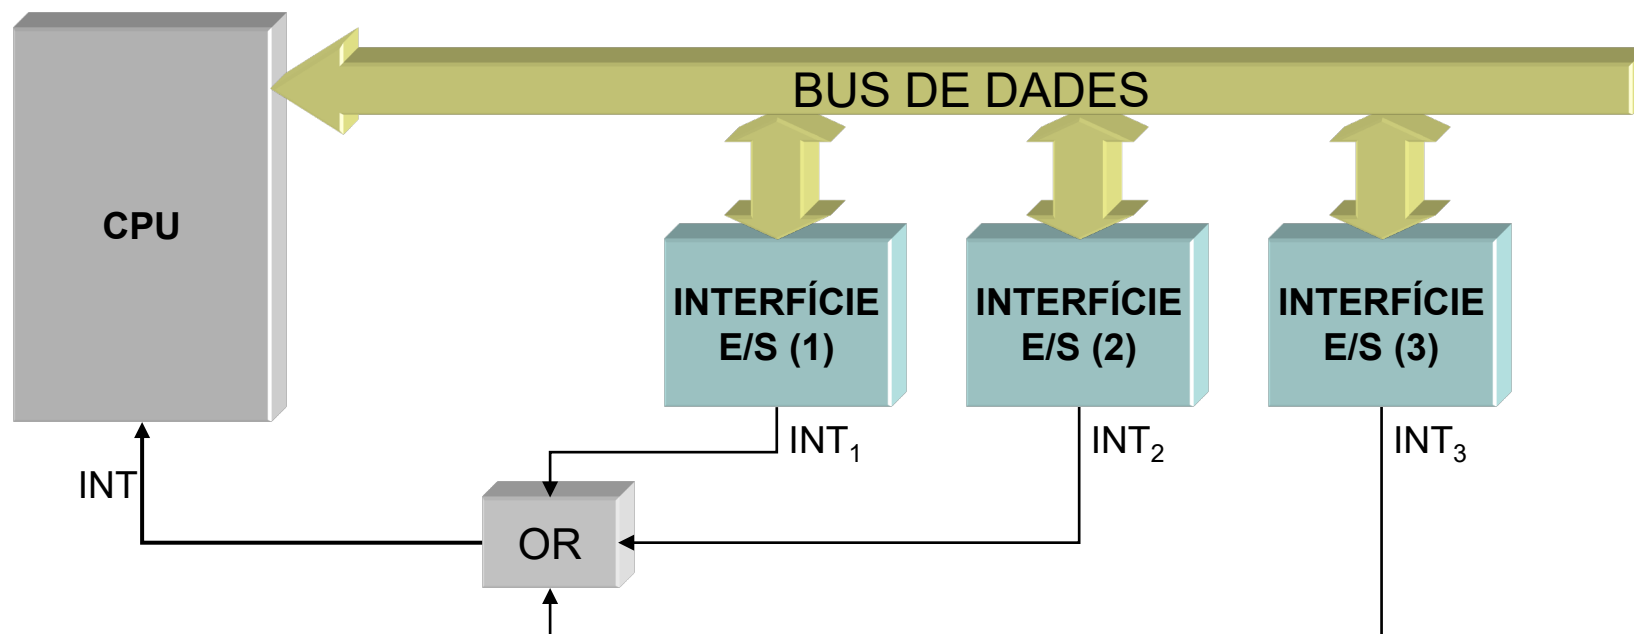 BUS DE DADES
CPU
INTERFÍCIE
E/S (1)
INTERFÍCIE
E/S (2)
INTERFÍCIE
E/S (3)
INT₁
INT₂
INT₃
INT
OR